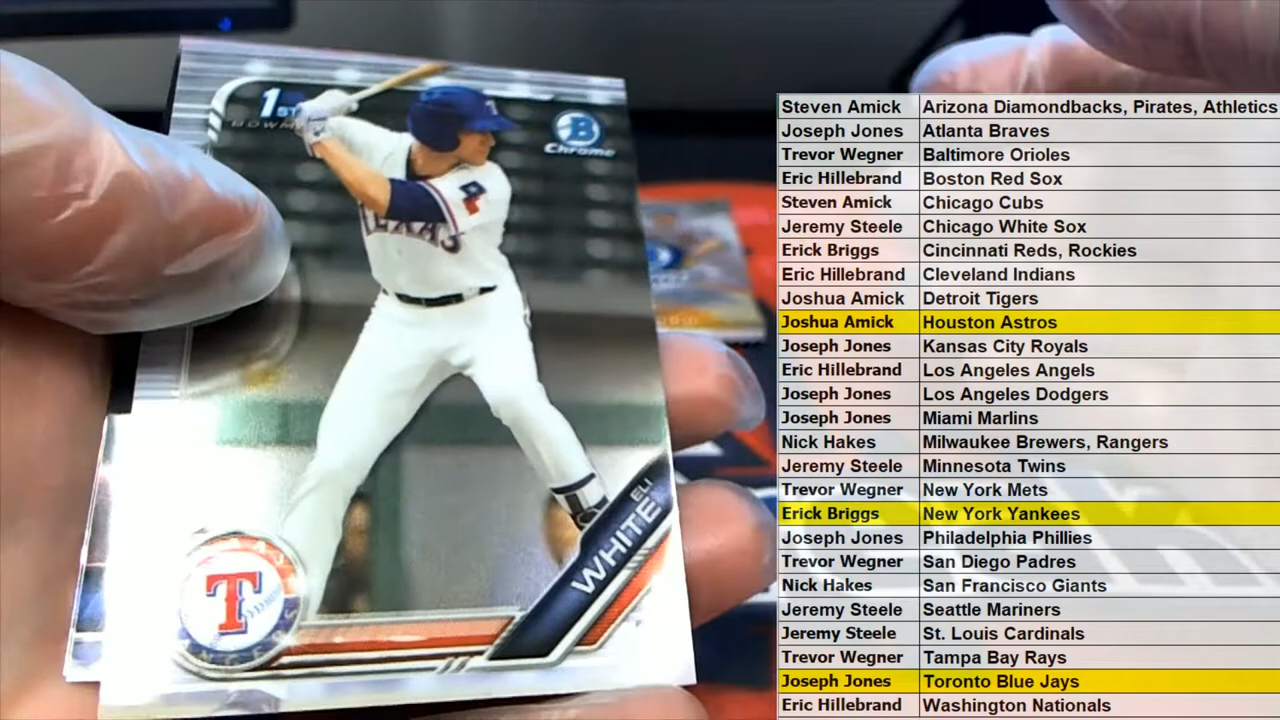 1ST
BOWMAN
B
Chrome
TEXAS
ELI
WHITE
T
Steven Amick Arizona Diamondbacks, Pirates, Athletics
Joseph Jones Atlanta Braves
Trevor Wegner Baltimore Orioles
Eric Hillebrand Boston Red Sox
Steven Amick Chicago Cubs
Jeremy Steele Chicago White Sox
Erick Briggs Cincinnati Reds, Rockies
Eric Hillebrand Cleveland Indians
Joshua Amick Detroit Tigers
Joshua Amick Houston Astros
Joseph Jones Kansas City Royals
Eric Hillebrand Los Angeles Angels
Joseph Jones Los Angeles Dodgers
Joseph Jones Miami Marlins
Nick Hakes Milwaukee Brewers, Rangers
Jeremy Steele Minnesota Twins
Trevor Wegner New York Mets
Erick Briggs New York Yankees
Joseph Jones Philadelphia Phillies
Trevor Wegner San Diego Padres
Nick Hakes San Francisco Giants
Jeremy Steele Seattle Mariners
Jeremy Steele St. Louis Cardinals
Trevor Wegner Tampa Bay Rays
Joseph Jones Toronto Blue Jays
Eric Hillebrand Washington Nationals